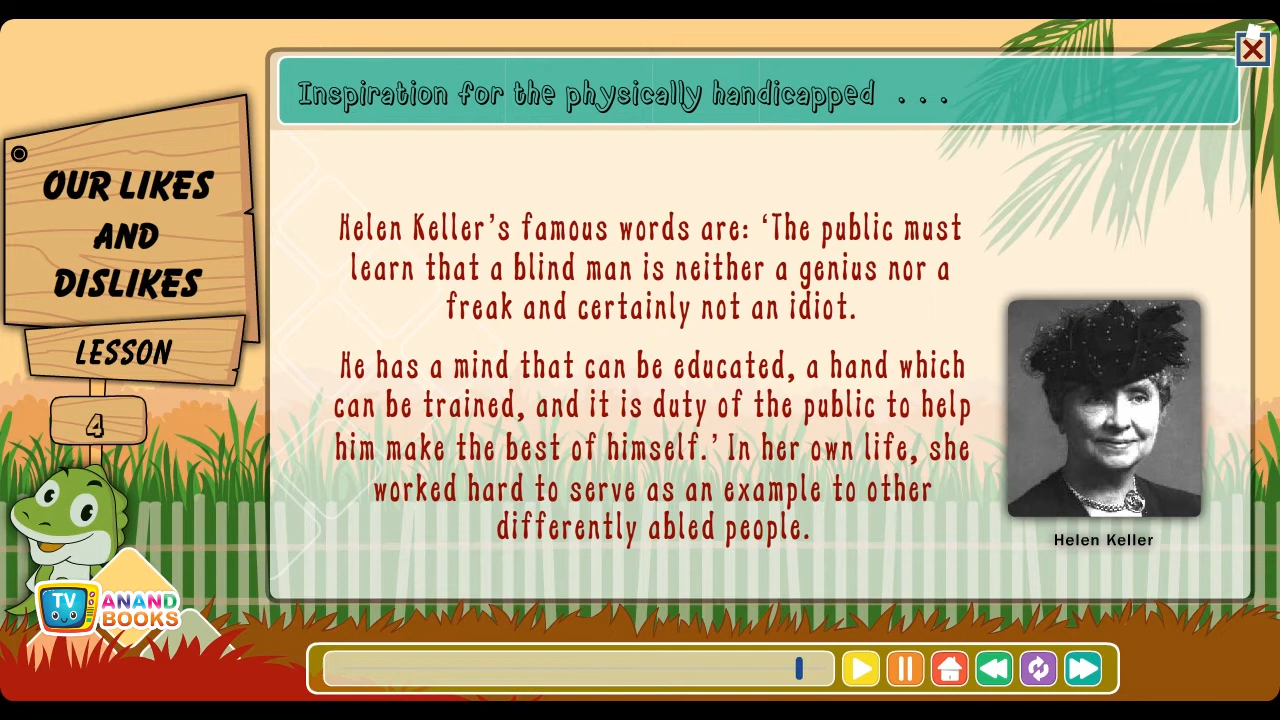 Inspiration for the physically handicapped . . .
OUR LIKES
AND
DISLIKES
LESSON
4
Helen Keller's famous words are: ‘The public must
learn that a blind man is neither a genius nor a
freak and certainly not an idiot.
He has a mind that can be educated, a hand which
can be trained, and it is duty of the public to help
him make the best of himself.’ In her own life, she
worked hard to serve as an example to other
differently abled people.
Helen Keller
TV
ANAND
BOOKS